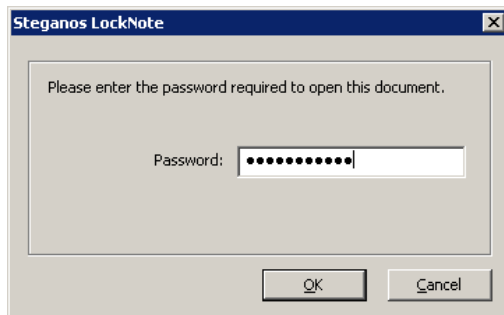 Steganos LockNote
Please enter the password required to open this document.
Password: ●●●●●●●●●●●
OK Cancel